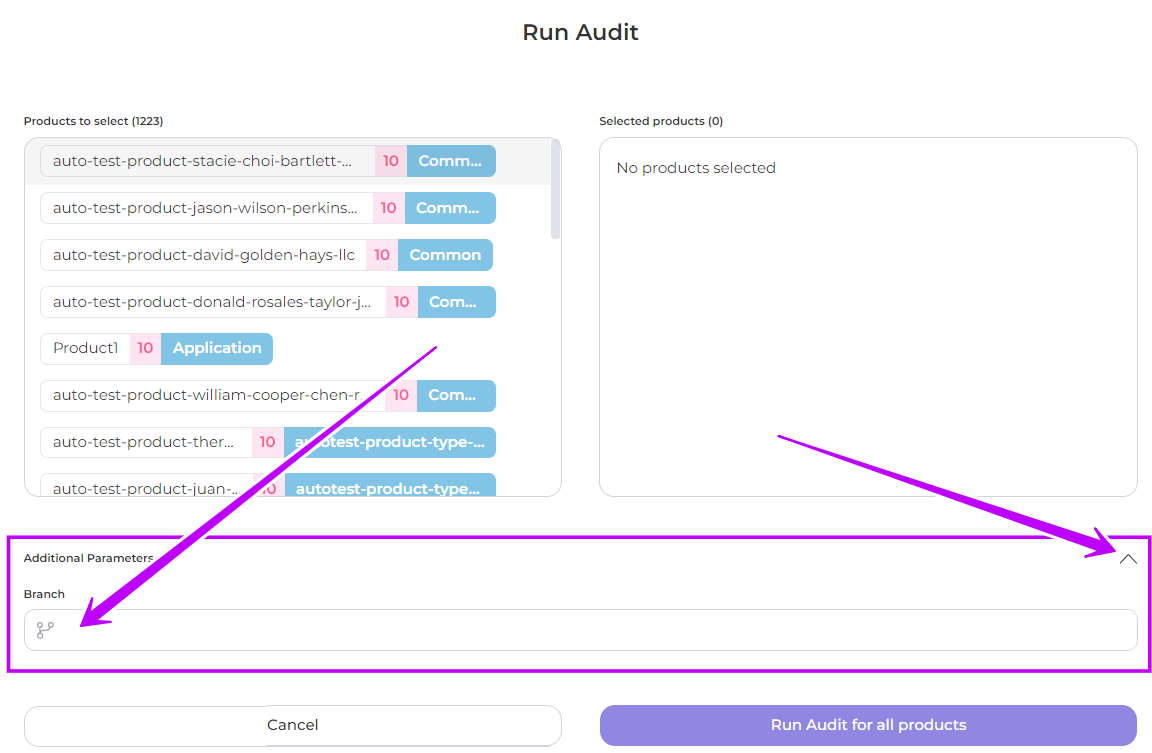 Run Audit
Products to select (1223)
Selected products (0)
auto-test-product-stacie-choi-bartlett-... 10 Comm...
No products selected
auto-test-product-jason-wilson-perkins... 10 Comm...
auto-test-product-david-golden-hays-llc 10 Common
auto-test-product-donald-rosales-taylor-j... 10 Com...
Product1 10 Application
auto-test-product-william-cooper-chen-r... 10 Com...
auto-test-product-ther... 10 autotest-product-type-...
auto-test-product-juan-... 10 autotest-product-type...
Additional Parameters
Branch
Cancel
Run Audit for all products